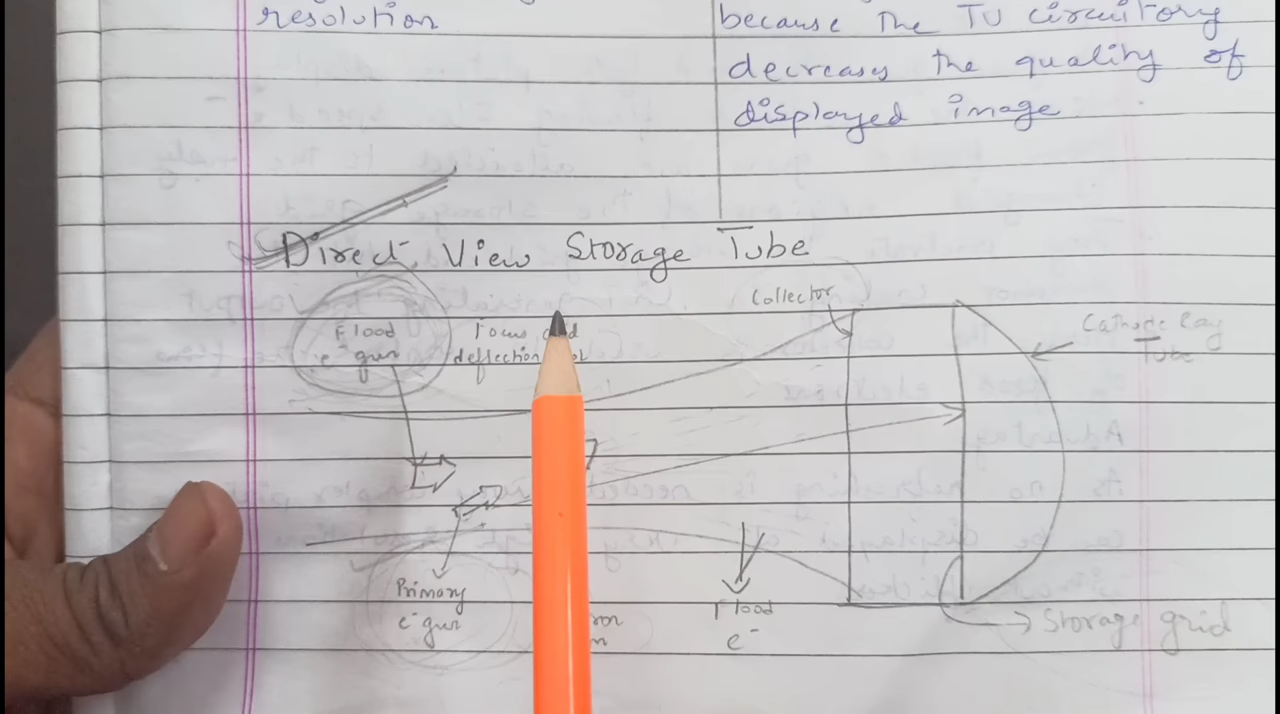 resolution
because the TV circuitory
decreases the quality of
displayed image
Direct View Storage Tube
Collector
Flood
e⁻ gun
Focus and
deflection
Cathode Ray
Tube
Primary
e⁻ gun
Flood
e⁻
Storage grid